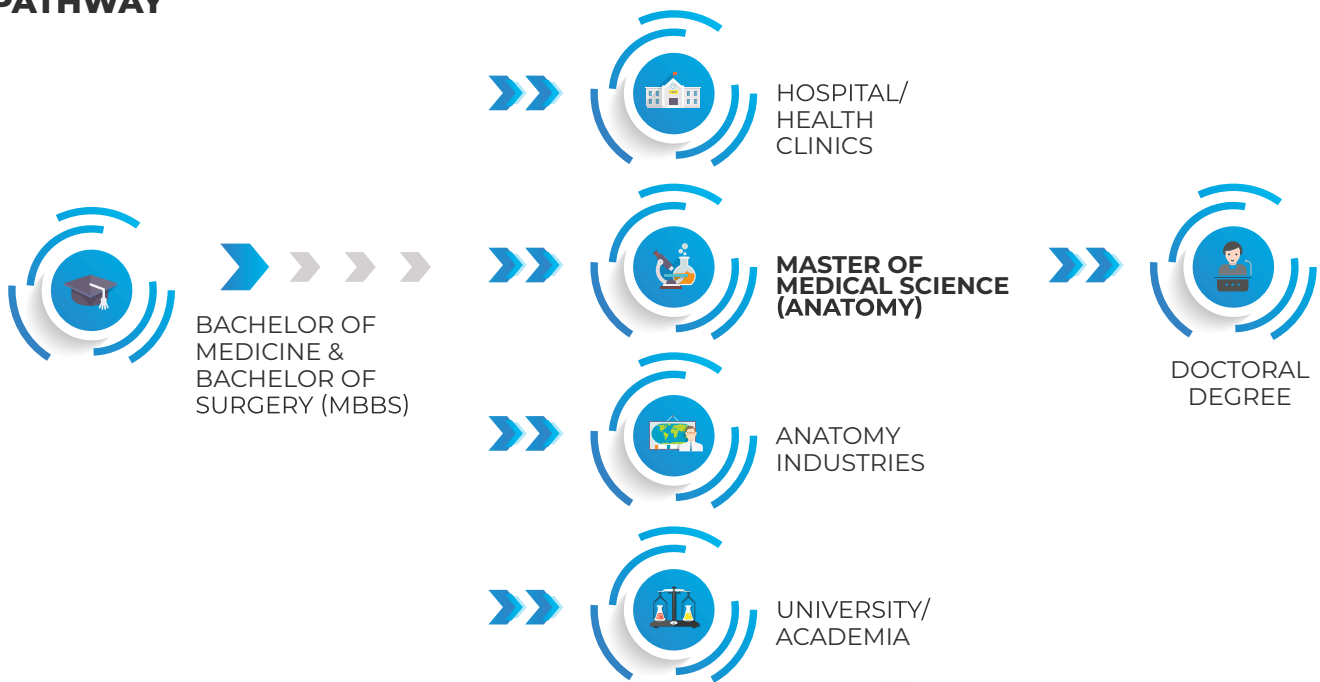 PATHWAY
HOSPITAL/
HEALTH
CLINICS
BACHELOR OF
MEDICINE &
BACHELOR OF
SURGERY (MBBS)
MASTER OF
MEDICAL SCIENCE
(ANATOMY)
DOCTORAL
DEGREE
ANATOMY
INDUSTRIES
UNIVERSITY/
ACADEMIA